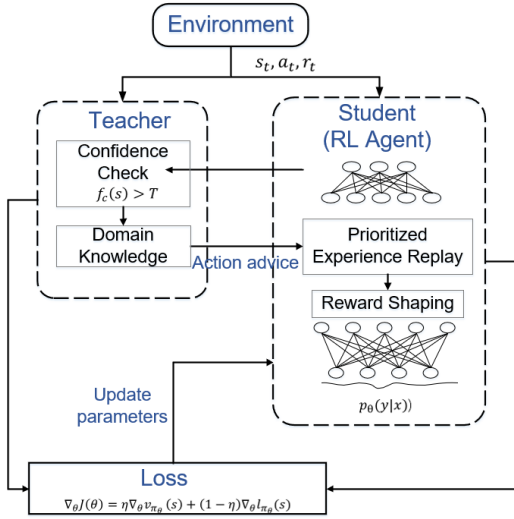 Environment
s_t, a_t, r_t
Teacher
Confidence
Check
f_c(s) > T
Domain
Knowledge
Action advice
Student
(RL Agent)
Prioritized
Experience Replay
Reward Shaping
p_θ(y|x))
Update
parameters
Loss
∇_θJ(θ) = η∇_θv_{π_θ}(s) + (1 − η)∇_θl_{π_θ}(s)